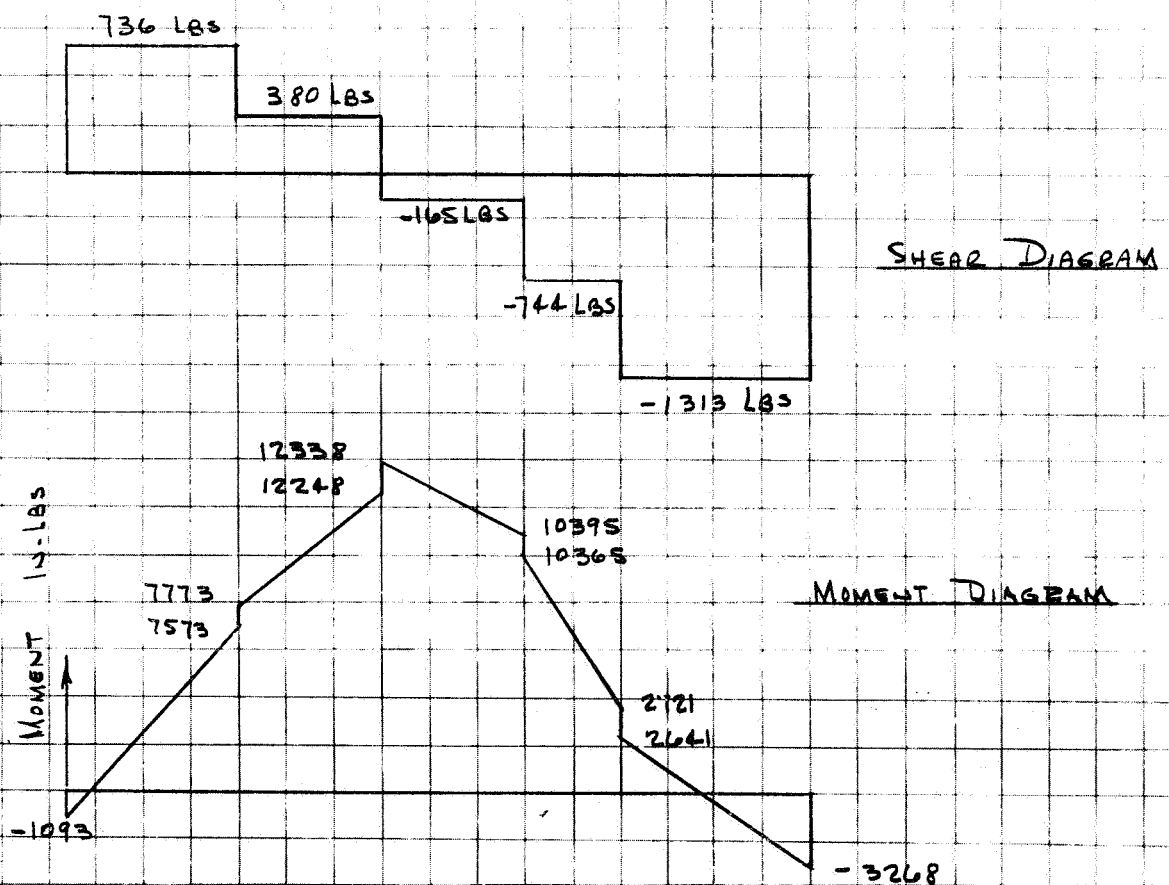 736 LBS
380 LBS
-165 LBS
-744 LBS
-1313 LBS
SHEAR DIAGRAM
12338
12248
10395
10365
7773
7573
2721
2641
-1093
-3268
MOMENT IN-LBS
MOMENT DIAGRAM